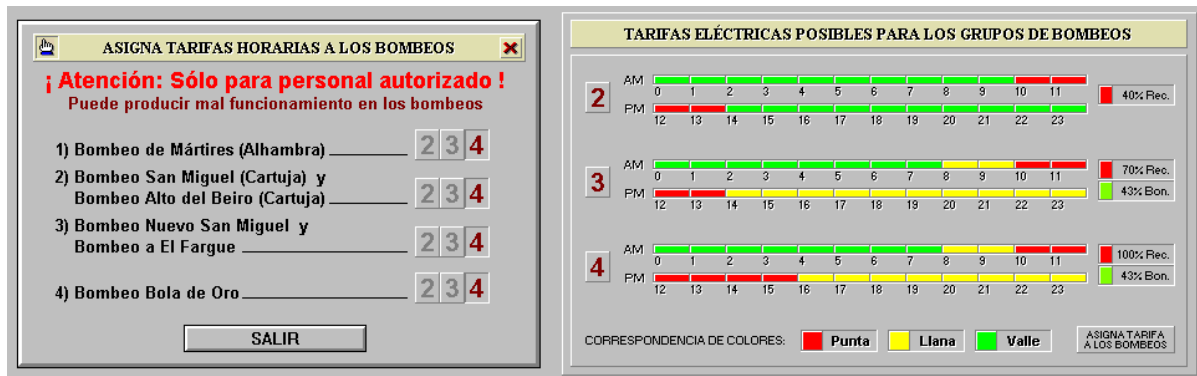 ASIGNA TARIFAS HORARIAS A LOS BOMBEOS
¡ Atención: Sólo para personal autorizado !
Puede producir mal funcionamiento en los bombeos
1) Bombeo de Mártires (Alhambra) 2 3 4
2) Bombeo San Miguel (Cartuja) y
Bombeo Alto del Beiro (Cartuja) 2 3 4
3) Bombeo Nuevo San Miguel y
Bombeo a El Fargue 2 3 4
4) Bombeo Bola de Oro 2 3 4
SALIR
TARIFAS ELÉCTRICAS POSIBLES PARA LOS GRUPOS DE BOMBEOS
2
AM
0 1 2 3 4 5 6 7 8 9 10 11
PM
12 13 14 15 16 17 18 19 20 21 22 23
40% Rec.
3
AM
0 1 2 3 4 5 6 7 8 9 10 11
PM
12 13 14 15 16 17 18 19 20 21 22 23
70% Rec.
43% Bon.
4
AM
0 1 2 3 4 5 6 7 8 9 10 11
PM
12 13 14 15 16 17 18 19 20 21 22 23
100% Rec.
43% Bon.
CORRESPONDENCIA DE COLORES: Punta Llana Valle
ASIGNA TARIFA
A LOS BOMBEOS